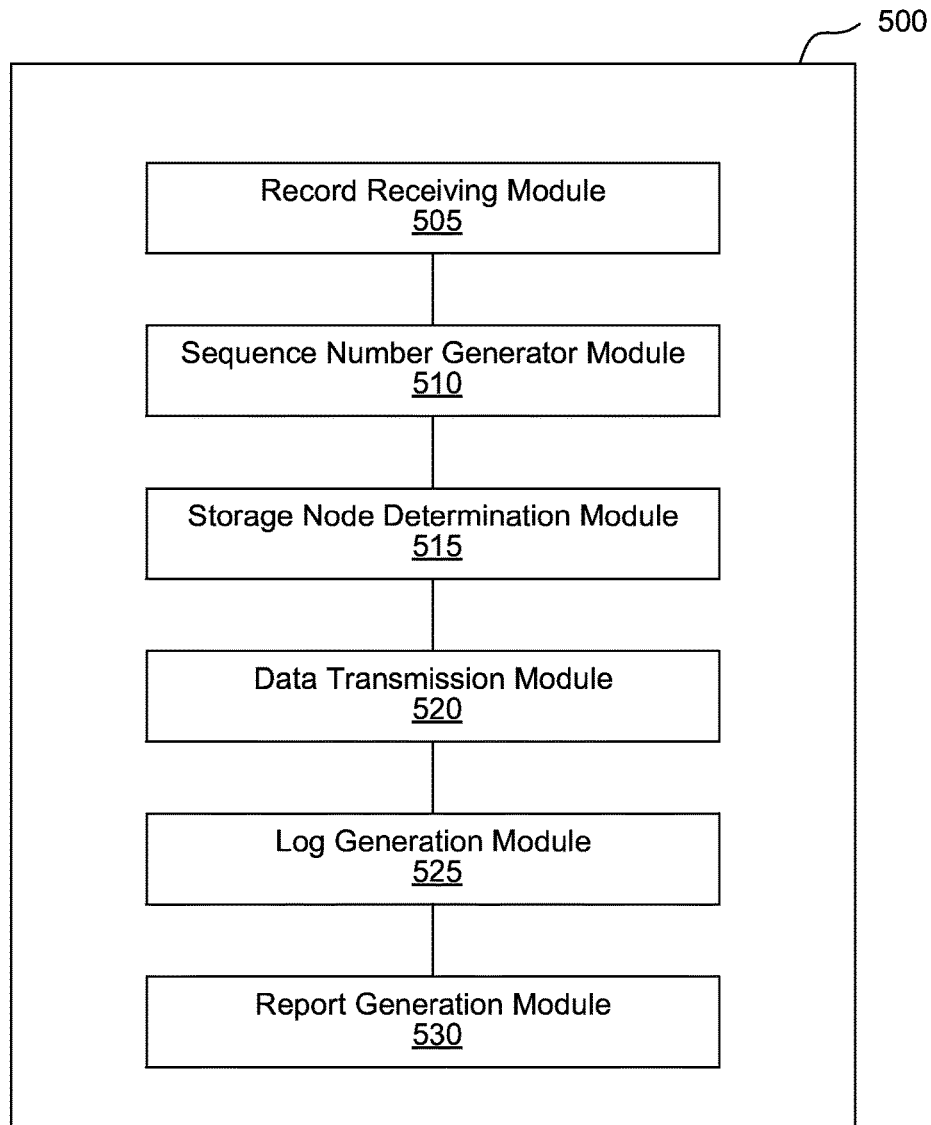 500
Record Receiving Module
505
Sequence Number Generator Module
510
Storage Node Determination Module
515
Data Transmission Module
520
Log Generation Module
525
Report Generation Module
530